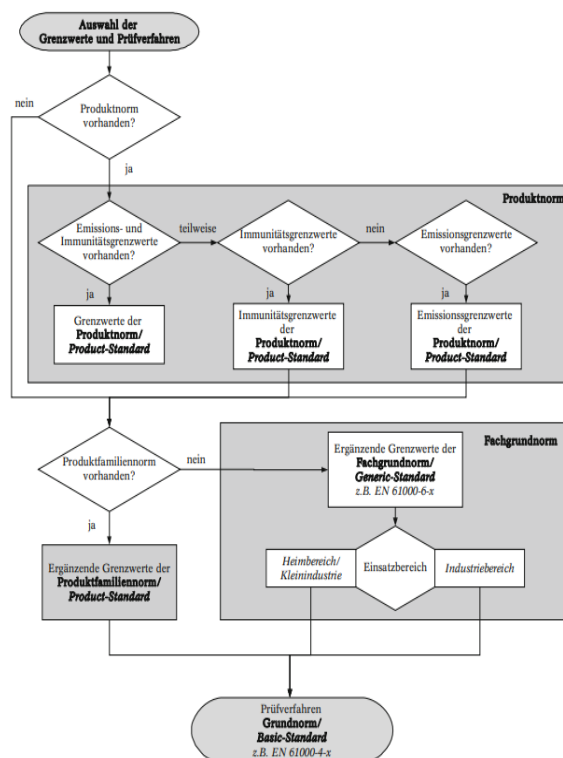 Auswahl der
Grenzwerte und Prüfverfahren
nein
Produktnorm
vorhanden?
ja
Produktnorm
Emissions- und
Immunitätsgrenzwerte
vorhanden?
teilweise
Immunitätsgrenzwerte
vorhanden?
nein
Emissionsgrenzwerte
vorhanden?
ja
ja
ja
Grenzwerte der
Produktnorm/
Product-Standard
Immunitätsgrenzwerte
der
Produktnorm/
Product-Standard
Emissionssgrenzwerte
der
Produktnorm/
Product-Standard
Produktfamiliennorm
vorhanden?
nein
ja
Fachgrundnorm
Ergänzende Grenzwerte der
Fachgrundnorm/
Generic-Standard
z.B. EN 61000-6-x
Ergänzende Grenzwerte der
Produktfamiliennorm/
Product-Standard
Heimbereich/
Kleinindustrie
Einsatzbereich
Industriebereich
Prüfverfahren
Grundnorm/
Basic-Standard
z.B. EN 61000-4-x